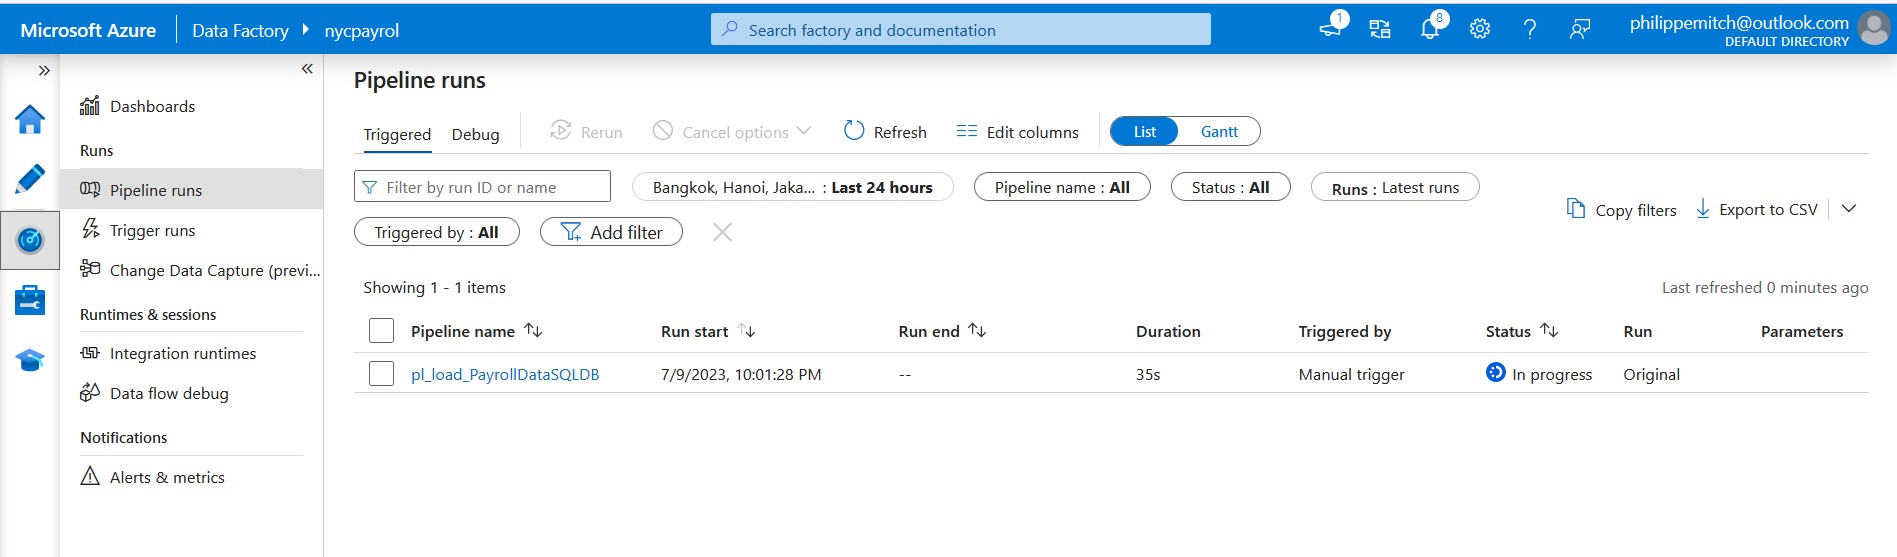 Microsoft Azure
Data Factory
nycpayrol
Search factory and documentation
1
8
?
philippemitch@outlook.com
DEFAULT DIRECTORY
»
«
Dashboards
Runs
Pipeline runs
Trigger runs
Change Data Capture (previ...
Runtimes & sessions
Integration runtimes
Data flow debug
Notifications
Alerts & metrics
Pipeline runs
Triggered
Debug
Rerun
Cancel options
Refresh
Edit columns
List
Gantt
Filter by run ID or name
Bangkok, Hanoi, Jaka... : Last 24 hours
Pipeline name : All
Status : All
Runs : Latest runs
Triggered by : All
Add filter
Copy filters
Export to CSV
Showing 1 - 1 items
Last refreshed 0 minutes ago
Pipeline name Run start Run end Duration Triggered by Status Run Parameters
pl_load_PayrollDataSQLDB 7/9/2023, 10:01:28 PM -- 35s Manual trigger In progress Original